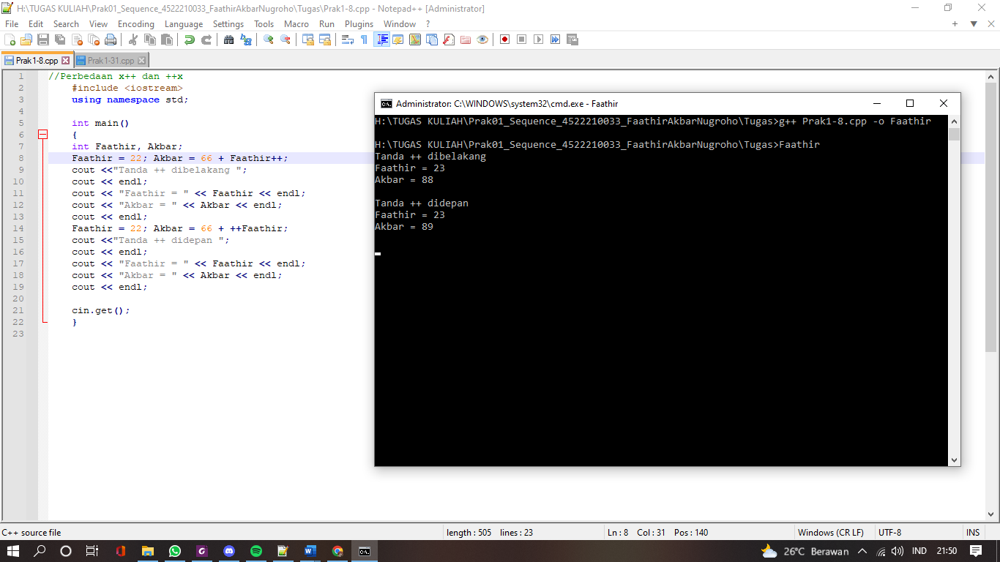 H:\TUGAS KULIAH\Prak01_Sequence_4522210033_FaathirAkbarNugroho\Tugas\Prak1-8.cpp - Notepad++ [Administrator]
File Edit Search View Encoding Language Settings Tools Macro Run Plugins Window ?
Prak1-8.cpp Prak1-31.cpp
1 //Perbedaan x++ dan ++x
2 #include <iostream>
3 using namespace std;
4
5 int main()
6 {
7 int Faathir, Akbar;
8 Faathir = 22; Akbar = 66 + Faathir++;
9 cout <<"Tanda ++ dibelakang ";
10 cout << endl;
11 cout << "Faathir = " << Faathir << endl;
12 cout << "Akbar = " << Akbar << endl;
13 cout << endl;
14 Faathir = 22; Akbar = 66 + ++Faathir;
15 cout <<"Tanda ++ didepan ";
16 cout << endl;
17 cout << "Faathir = " << Faathir << endl;
18 cout << "Akbar = " << Akbar << endl;
19 cout << endl;
20
21 cin.get();
22 }
23
Administrator: C:\WINDOWS\system32\cmd.exe - Faathir
H:\TUGAS KULIAH\Prak01_Sequence_4522210033_FaathirAkbarNugroho\Tugas>g++ Prak1-8.cpp -o Faathir
H:\TUGAS KULIAH\Prak01_Sequence_4522210033_FaathirAkbarNugroho\Tugas>Faathir
Tanda ++ dibelakang
Faathir = 23
Akbar = 88
Tanda ++ didepan
Faathir = 23
Akbar = 89
C++ source file length : 505 lines : 23 Ln : 8 Col : 31 Pos : 140 Windows (CR LF) UTF-8 INS
26°C Berawan IND 21:50